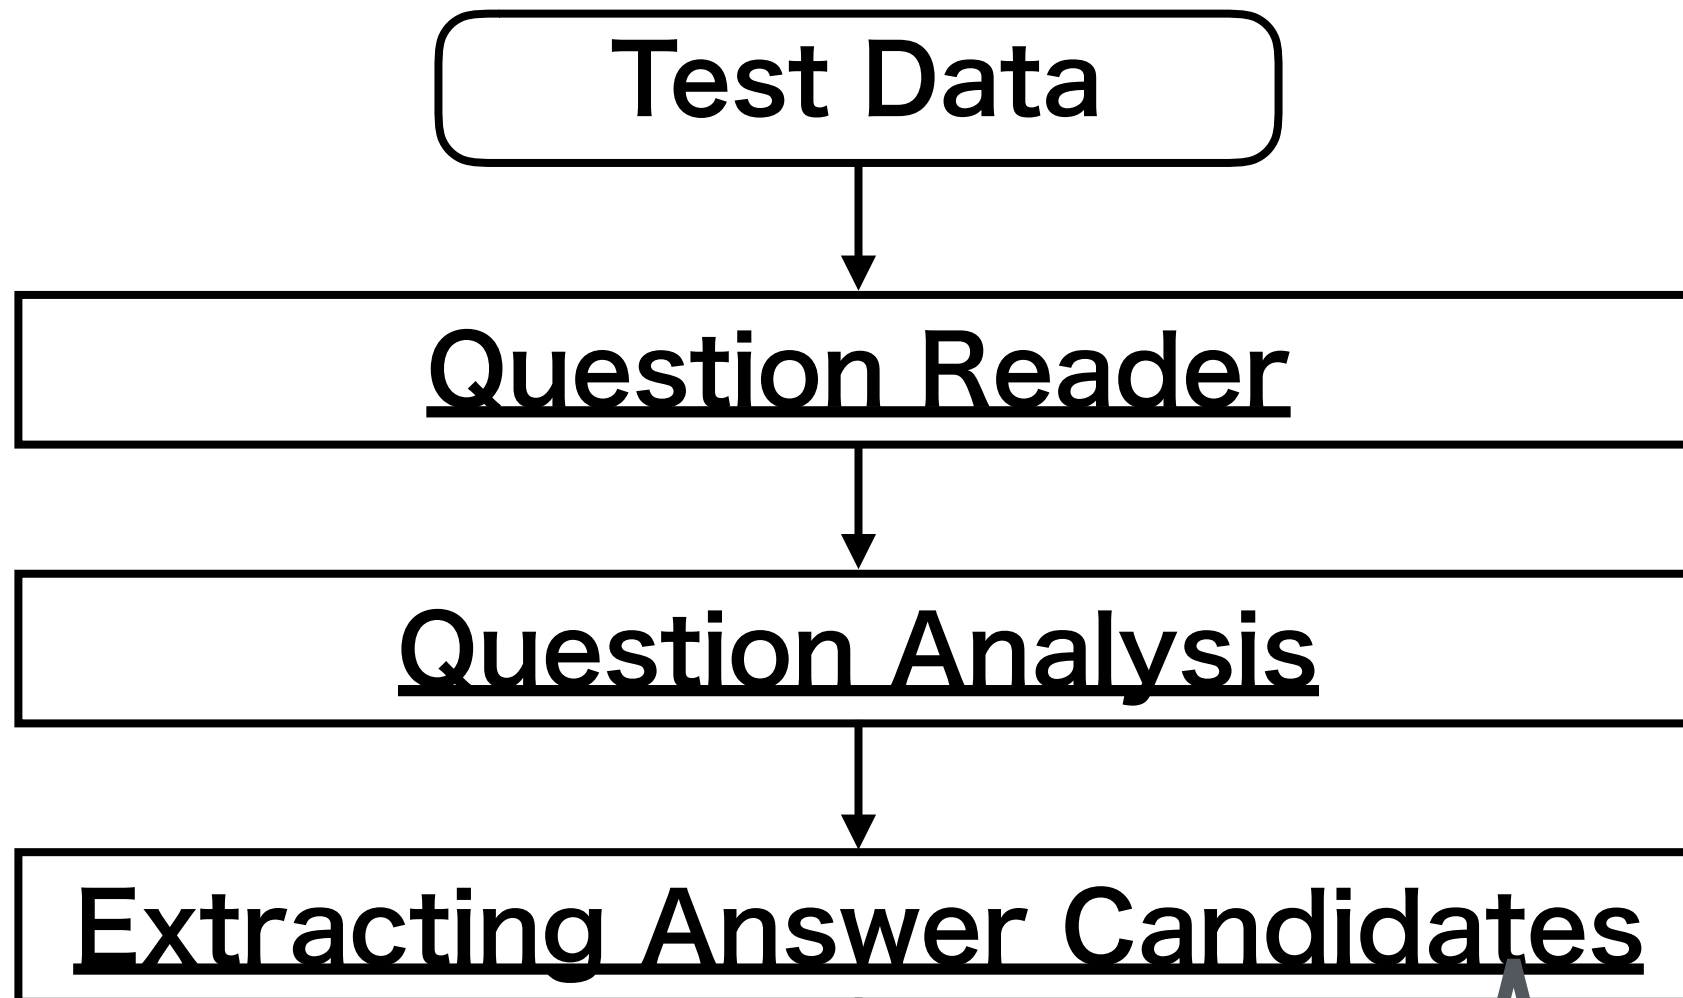 Test Data
Question Reader
Question Analysis
Extracting Answer Candidates